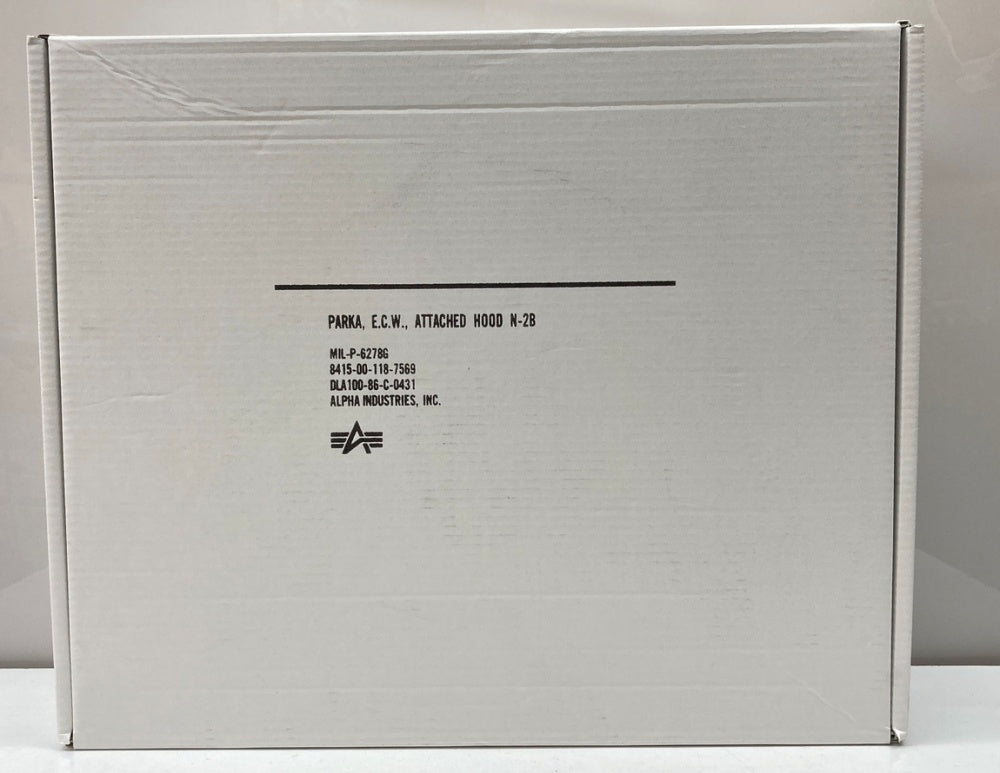 PARKA, E.C.W., ATTACHED HOOD N-2B
MIL-P-6278G
8415-00-118-7569
DLA100-86-C-0431
ALPHA INDUSTRIES, INC.